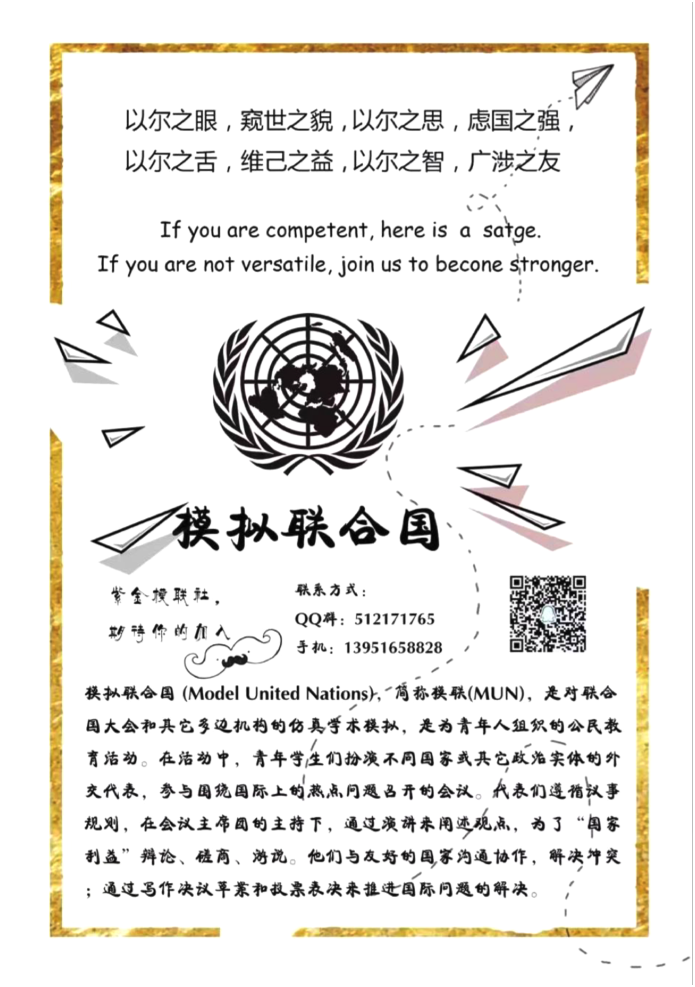 以尔之眼，窥世之貌，以尔之思，虑国之强，
以尔之舌，维己之益，以尔之智，广涉之友
If you are competent, here is a satge.
If you are not versatile, join us to becone stronger.
模拟联合国
紫金模联社，
期待你的加入
联系方式：
QQ群：512171765
手机：13951658828
模拟联合国 (Model United Nations)，简称模联(MUN)，是对联合
国大会和其它多边机构的仿真学术模拟，是为青年人组织的公民教
育活动。在活动中，青年学生们扮演不同国家或其它政治实体的外
交代表，参与围绕国际上的热点问题召开的会议。代表们遵循议事
规则，在会议主席团的主持下，通过演讲来阐述观点，为了“国家
利益”辩论、磋商、游说。他们与友好的国家沟通协作，解决冲突
；通过写作决议草案和投票表决来推进国际问题的解决。